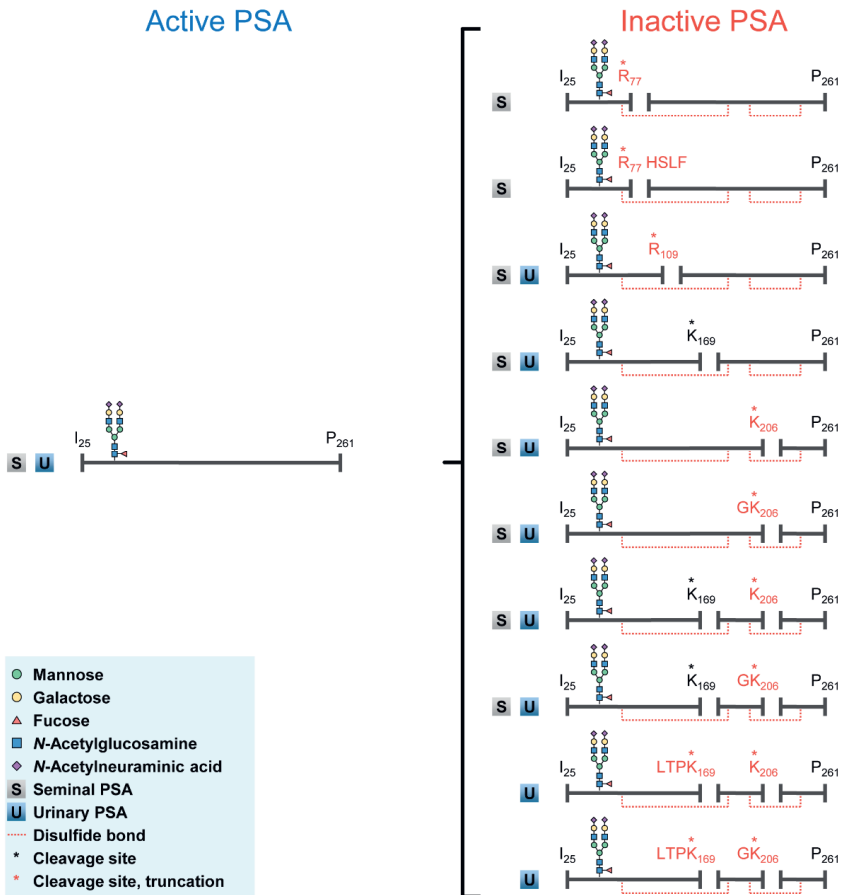 Active PSA
Inactive PSA
* R77
I25 P261
S
* R77 HSLF
I25 P261
S
* R109
I25 P261
S U
* K169
I25 P261
S U
* K206
I25 P261
S U
I25 P261
S U
* GK206
I25 P261
S U
* K169 * K206
I25 P261
S U
* K169 * GK206
I25 P261
S U
* LTPK169 * K206
I25 P261
U
* LTPK169 * GK206
I25 P261
U
Mannose
Galactose
Fucose
N-Acetylglucosamine
N-Acetylneuraminic acid
S Seminal PSA
U Urinary PSA
Disulfide bond
* Cleavage site
* Cleavage site, truncation